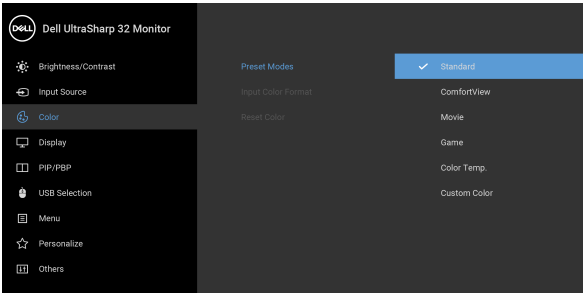 DELL
Dell UltraSharp 32 Monitor
Brightness/Contrast
Input Source
Color
Display
PIP/PBP
USB Selection
Menu
Personalize
Others
Preset Modes
Input Color Format
Reset Color
Standard
ComfortView
Movie
Game
Color Temp.
Custom Color